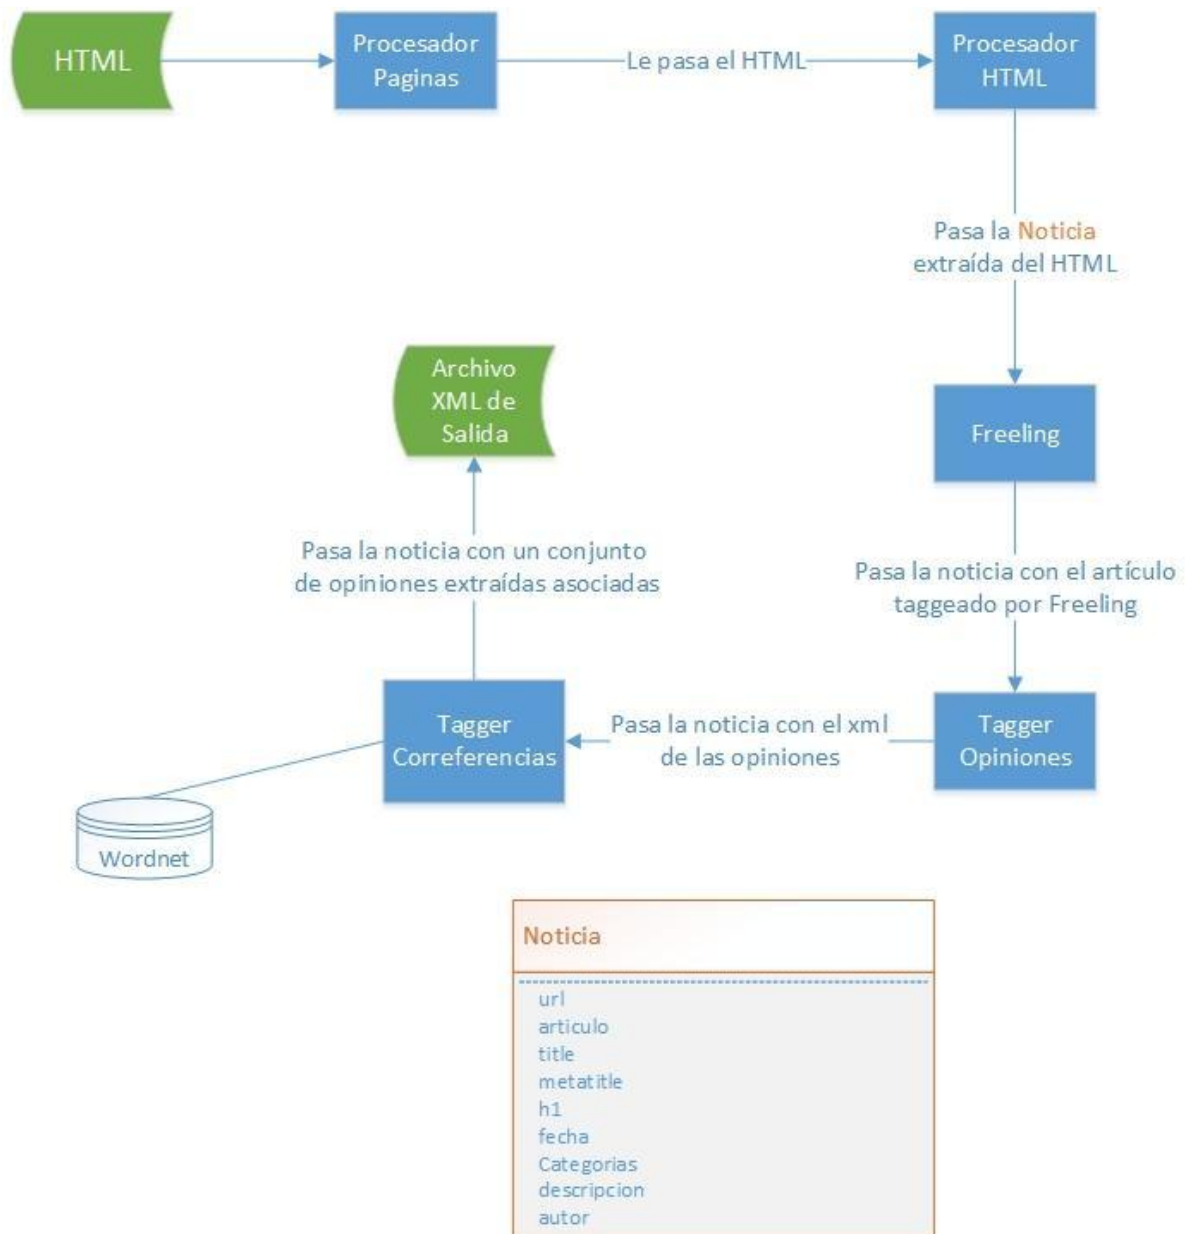 HTML
Procesador
Paginas
Le pasa el HTML
Procesador
HTML
Pasa la Noticia
extraída del HTML
Archivo
XML de
Salida
Freeling
Pasa la noticia con un conjunto
de opiniones extraídas asociadas
Pasa la noticia con el artículo
taggeado por Freeling
Tagger
Correferencias
Pasa la noticia con el xml
de las opiniones
Tagger
Opiniones
Wordnet
Noticia
url
articulo
title
metatitle
h1
fecha
Categorias
descripcion
autor